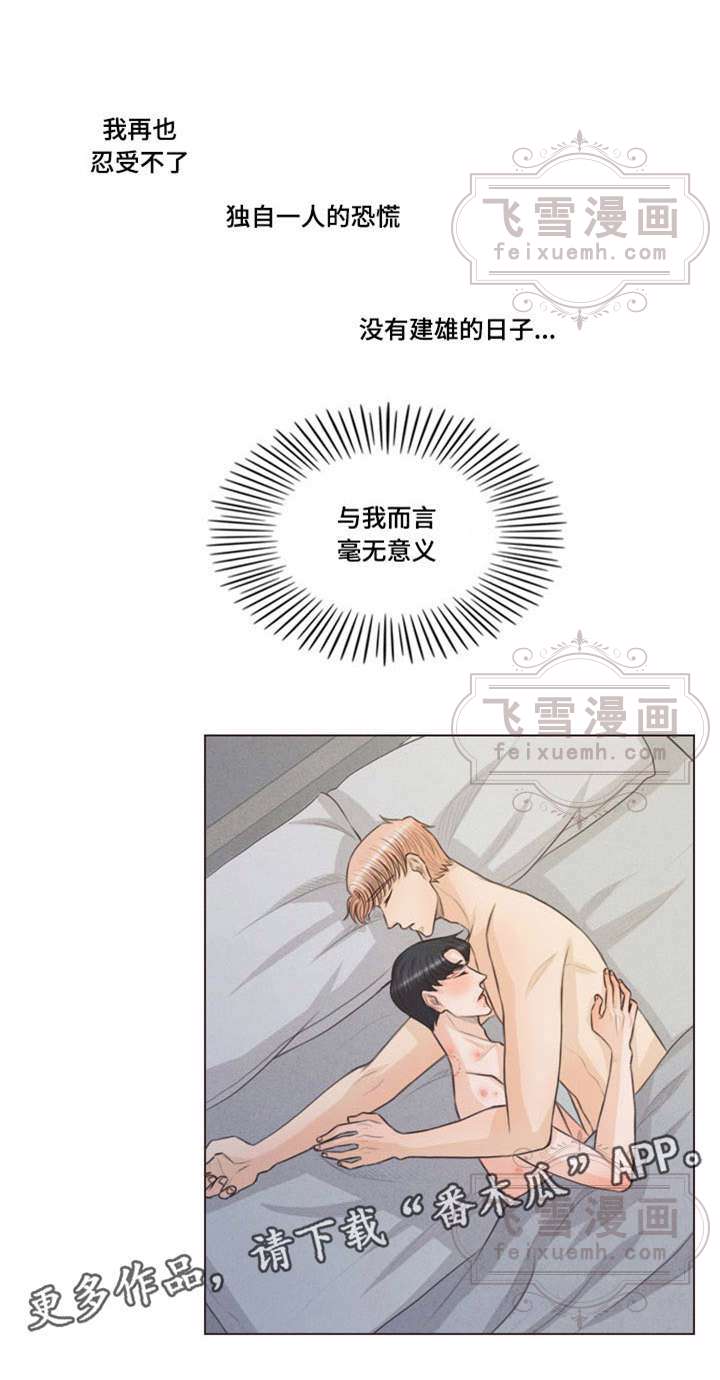 我再也
忍受不了
独自一人的恐慌
飞雪漫画
feixuemh.com
没有建雄的日子...
与我而言
毫无意义
飞雪漫画
feixuemh.com
更多作品，请下载“番木瓜”APP。
飞雪漫画
feixuemh.com